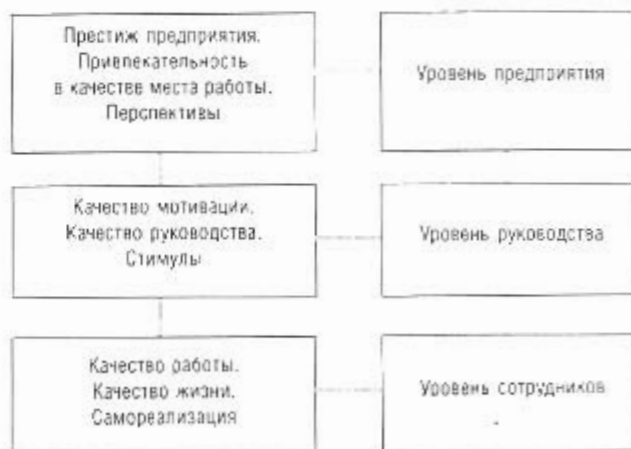 Престиж предприятия.
Привлекательность
в качестве места работы.
Перспективы
Уровень предприятия
Качество мотивации.
Качество руководства.
Стимулы
Уровень руководства
Качество работы.
Качество жизни.
Самореализация
Уровень сотрудников